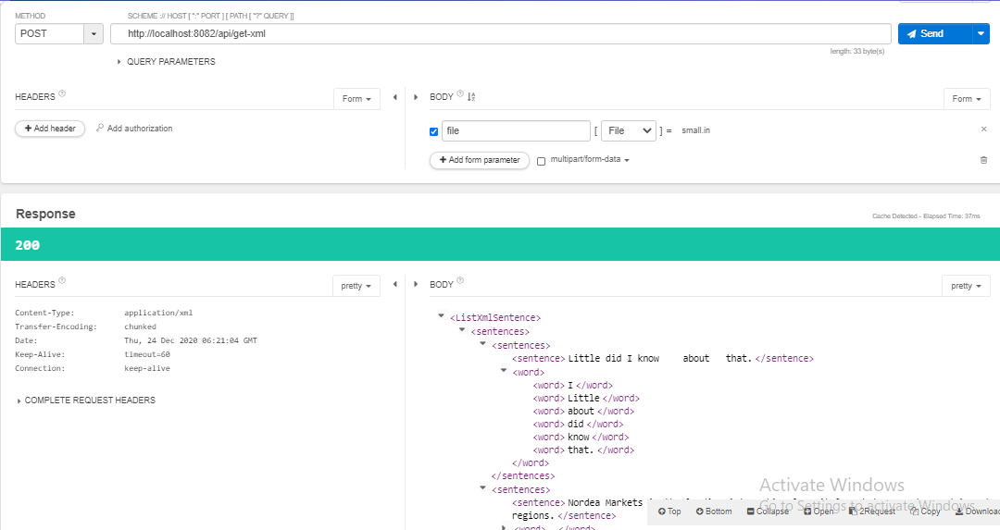 METHOD SCHEME :// HOST [ ":" PORT ] [ PATH [ "?" QUERY ]]
POST http://localhost:8082/api/get-xml Send
length: 33 byte(s)
QUERY PARAMETERS
HEADERS ? Form BODY ? Form
+ Add header Add authorization file [ File ] = small.in ×
+ Add form parameter multipart/form-data
Response Cache Detected - Elapsed Time: 37ms
200
HEADERS ? pretty BODY ? pretty
Content-Type: application/xml
Transfer-Encoding: chunked
Date: Thu, 24 Dec 2020 06:21:04 GMT
Keep-Alive: timeout=60
Connection: keep-alive
COMPLETE REQUEST HEADERS
<ListXmlSentence>
<sentences>
<sentences>
<sentence> Little did I know    about   that. </sentence>
<word>
<word> I </word>
<word> Little </word>
<word> about </word>
<word> did </word>
<word> know </word>
<word> that. </word>
</word>
</sentences>
<sentences>
<sentence> Nordea Markets
regions. </sentence>
<word> </word>
Activate Windows
Go to Settings to activate Windows.
Top Bottom Collapse Open 2Request Copy Download